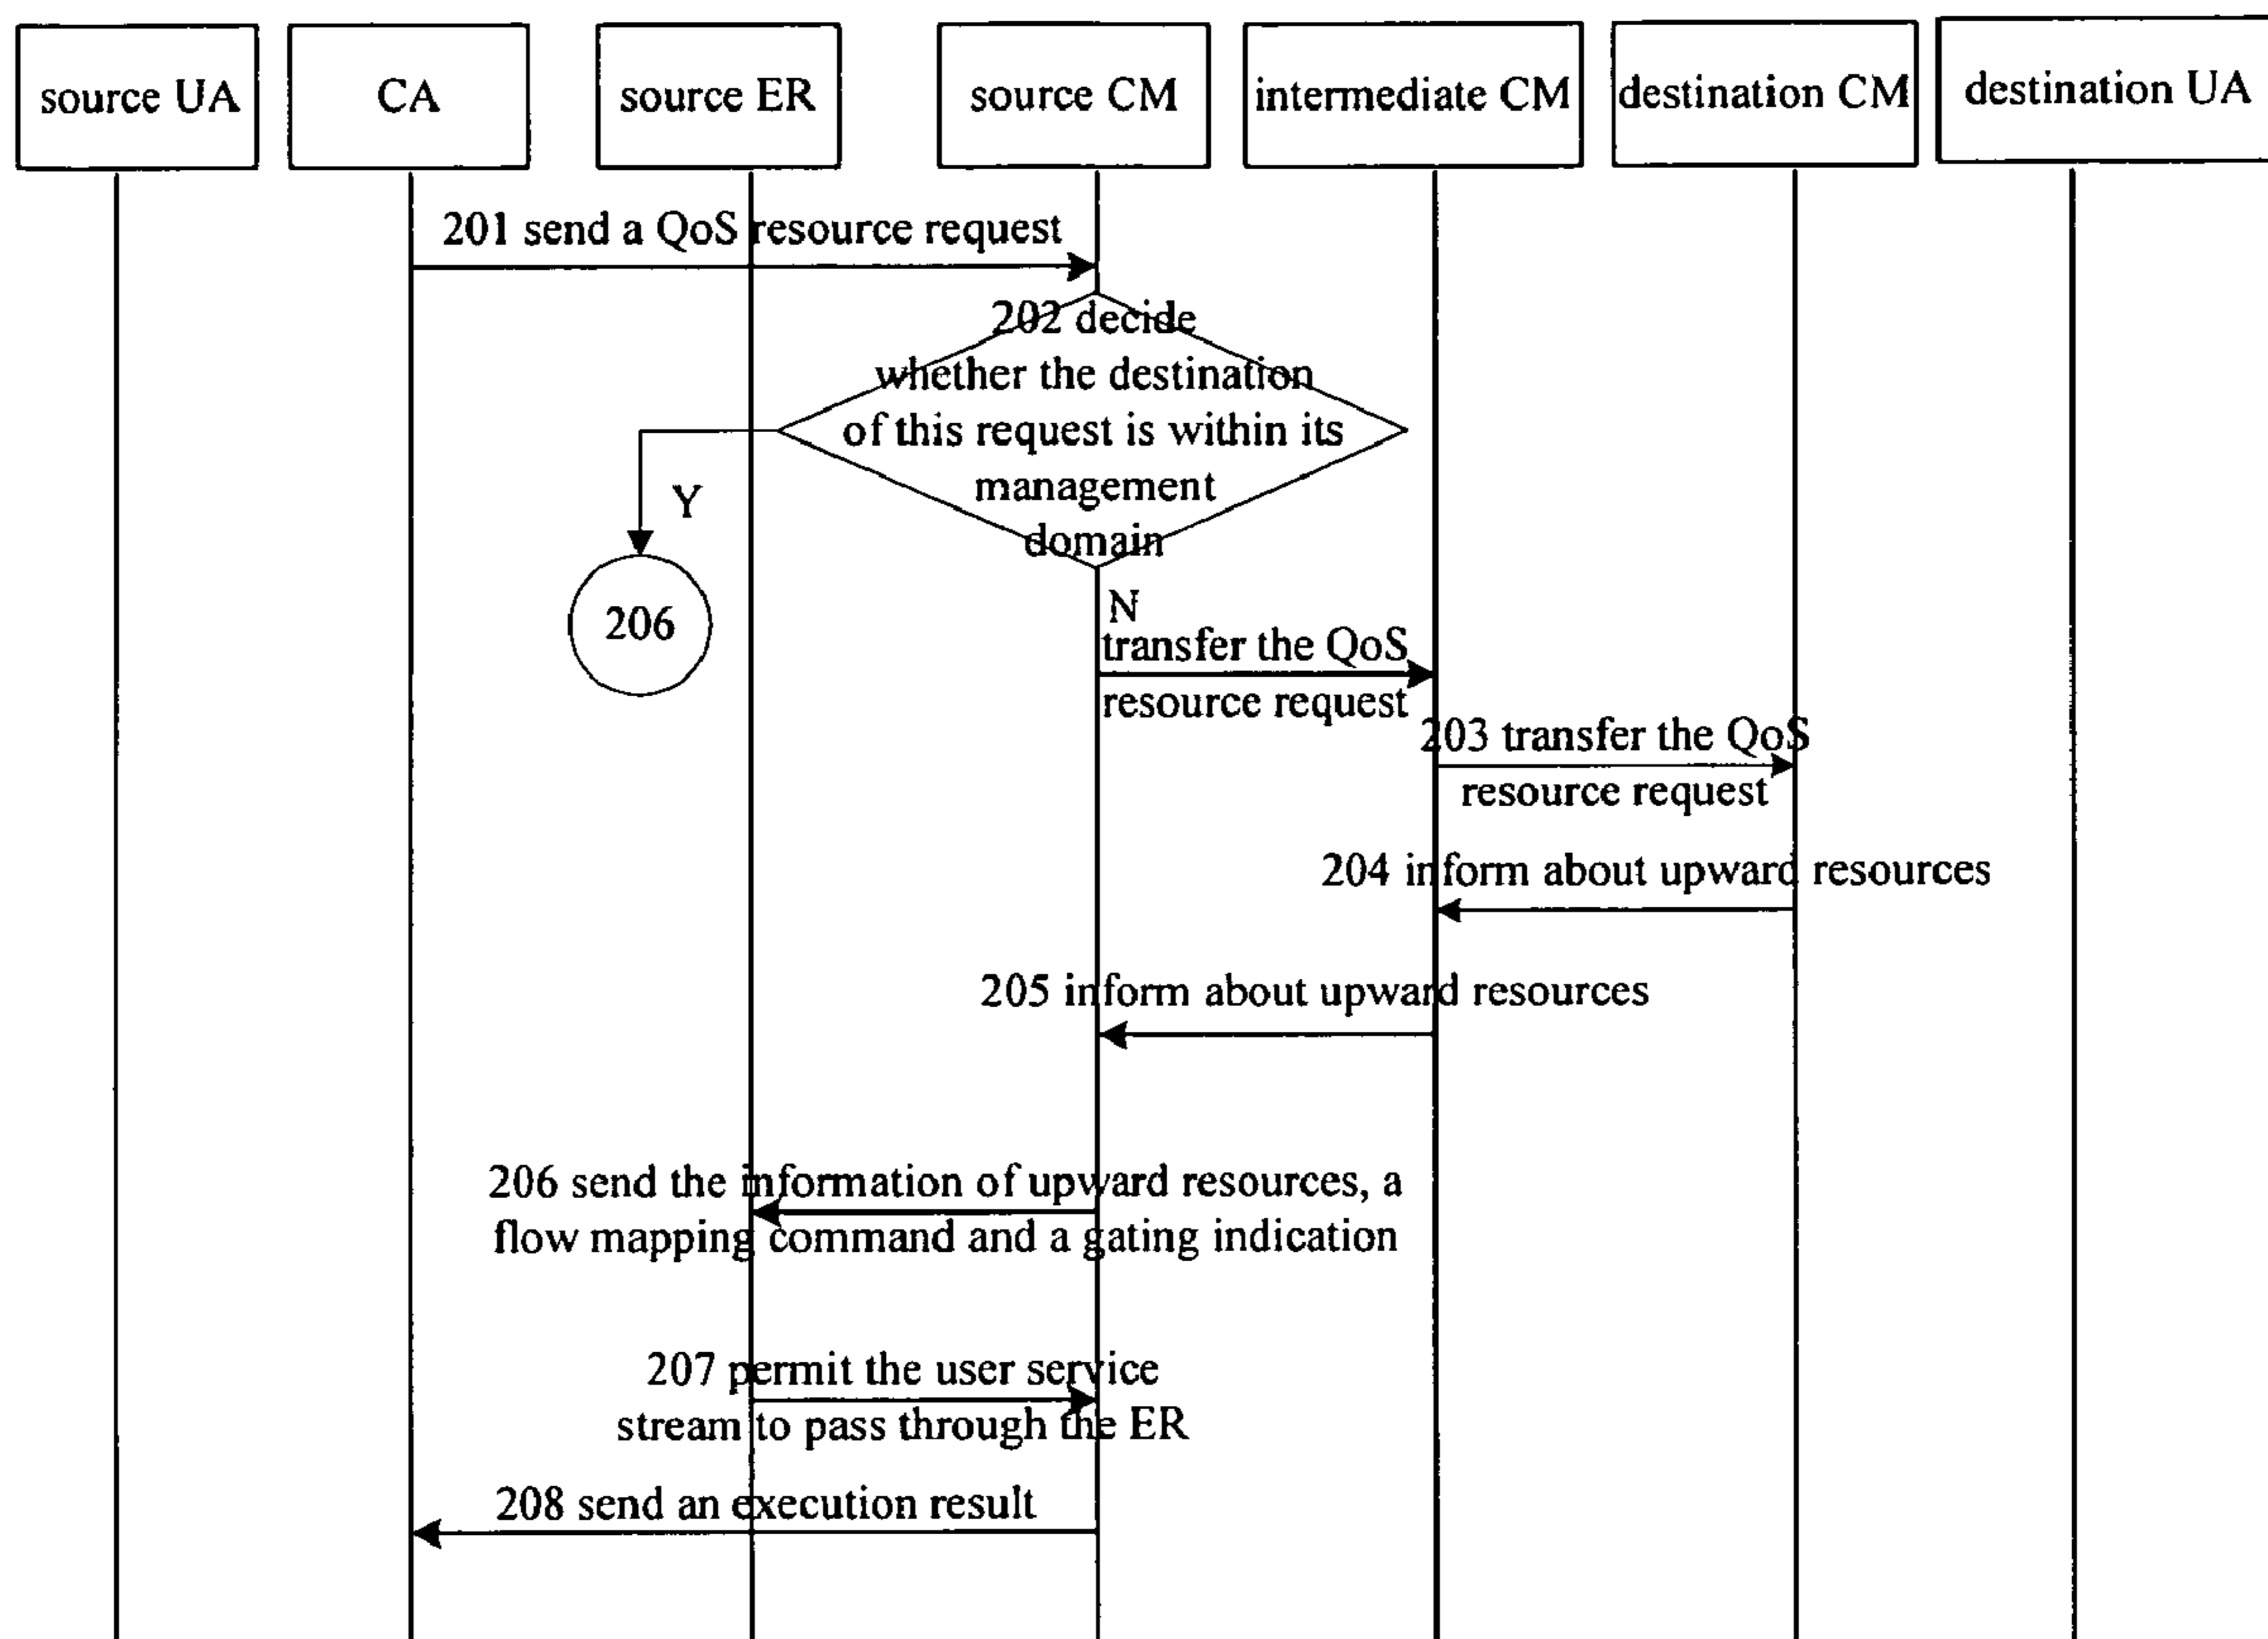 source UA
CA
source ER
source CM
intermediate CM
destination CM
destination UA
201 send a QoS resource request
202 decide
whether the destination
of this request is within its
management
domain
Y
206
N
transfer the QoS
resource request
203 transfer the QoS
resource request
204 inform about upward resources
205 inform about upward resources
206 send the information of upward resources, a
flow mapping command and a gating indication
207 permit the user service
stream to pass through the ER
208 send an execution result